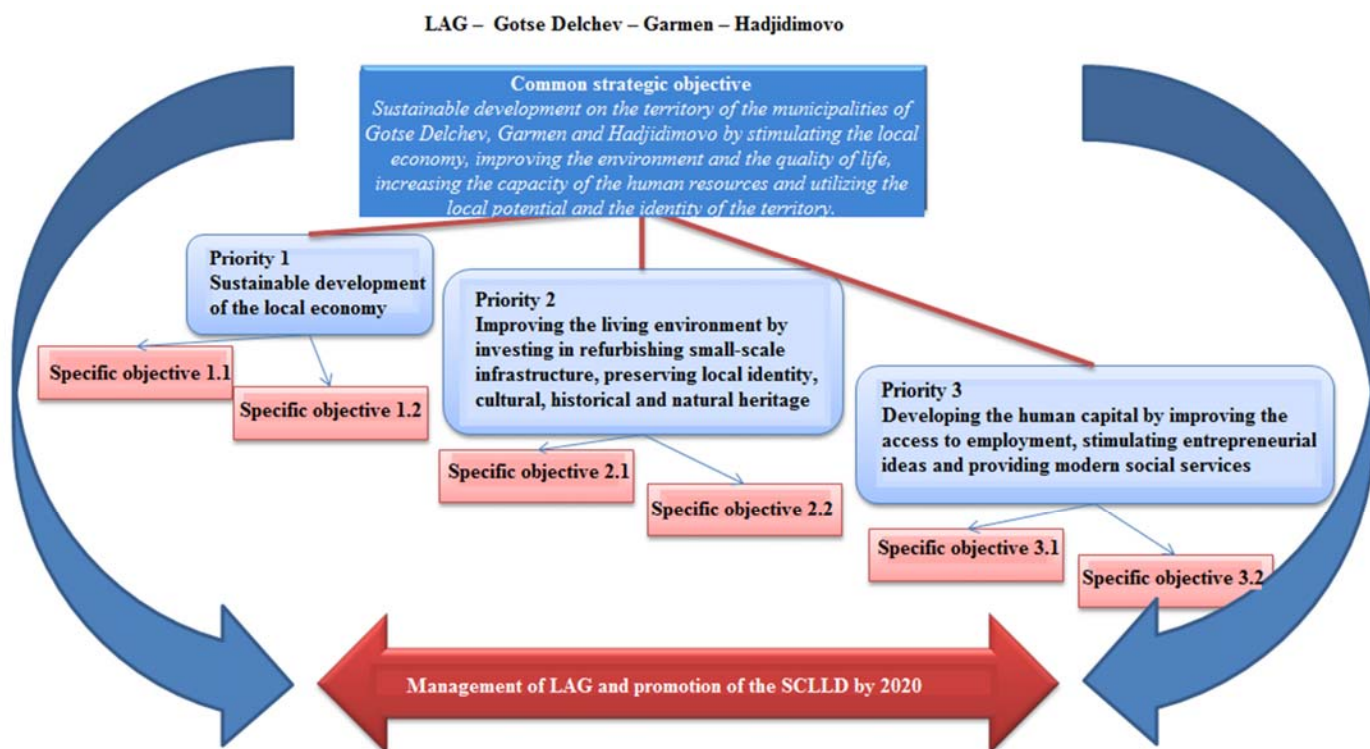 LAG – Gotse Delchev – Garmen – Hadjidimovo
Common strategic objective
Sustainable development on the territory of the municipalities of
Gotse Delchev, Garmen and Hadjidimovo by stimulating the local
economy, improving the environment and the quality of life,
increasing the capacity of the human resources and utilizing the
local potential and the identity of the territory.
Priority 1
Sustainable development
of the local economy
Specific objective 1.1
Specific objective 1.2
Priority 2
Improving the living environment by
investing in refurbishing small-scale
infrastructure, preserving local identity,
cultural, historical and natural heritage
Specific objective 2.1
Specific objective 2.2
Priority 3
Developing the human capital by improving the
access to employment, stimulating entrepreneurial
ideas and providing modern social services
Specific objective 3.1
Specific objective 3.2
Management of LAG and promotion of the SCLLD by 2020